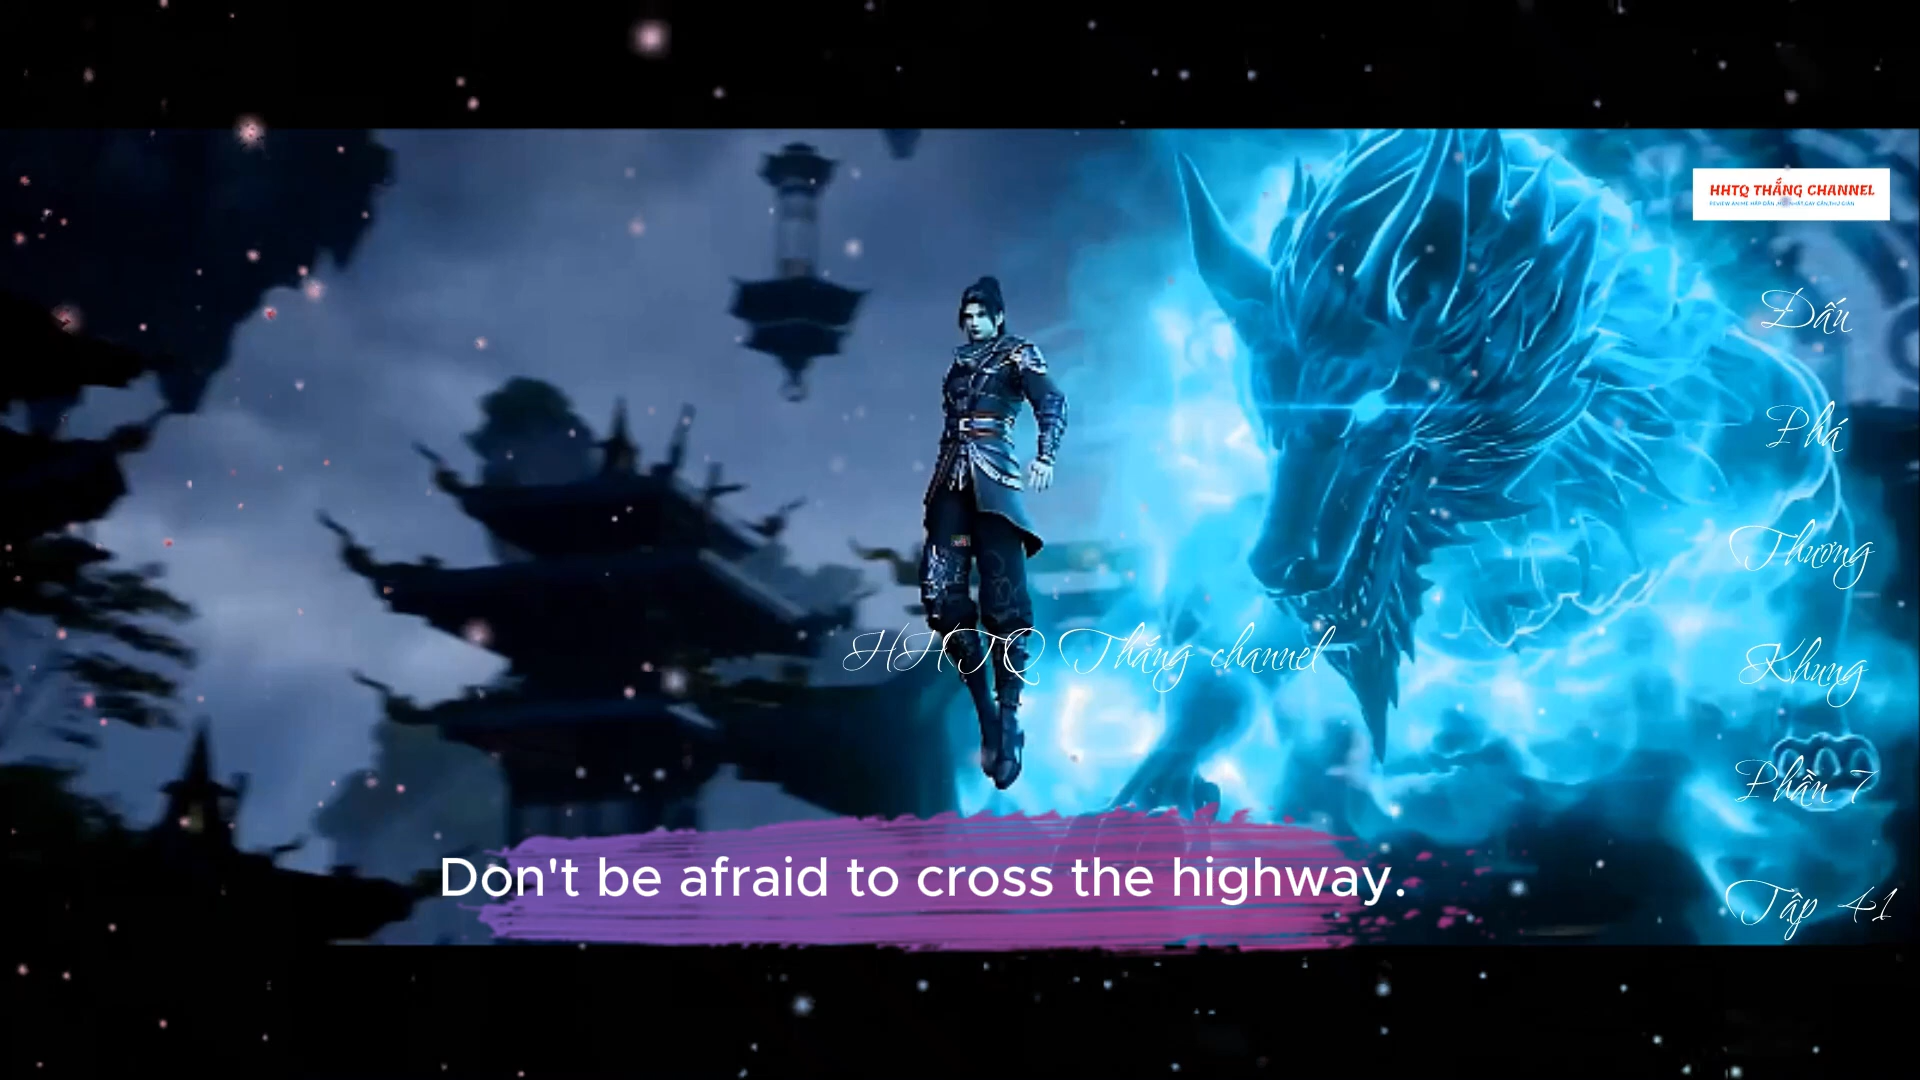 HHTQ THẮNG CHANNEL
Đấu
Phá
Thương
Khung
Phần 7
Tập 41
HHTQ Thắng channel
Don't be afraid to cross the highway.